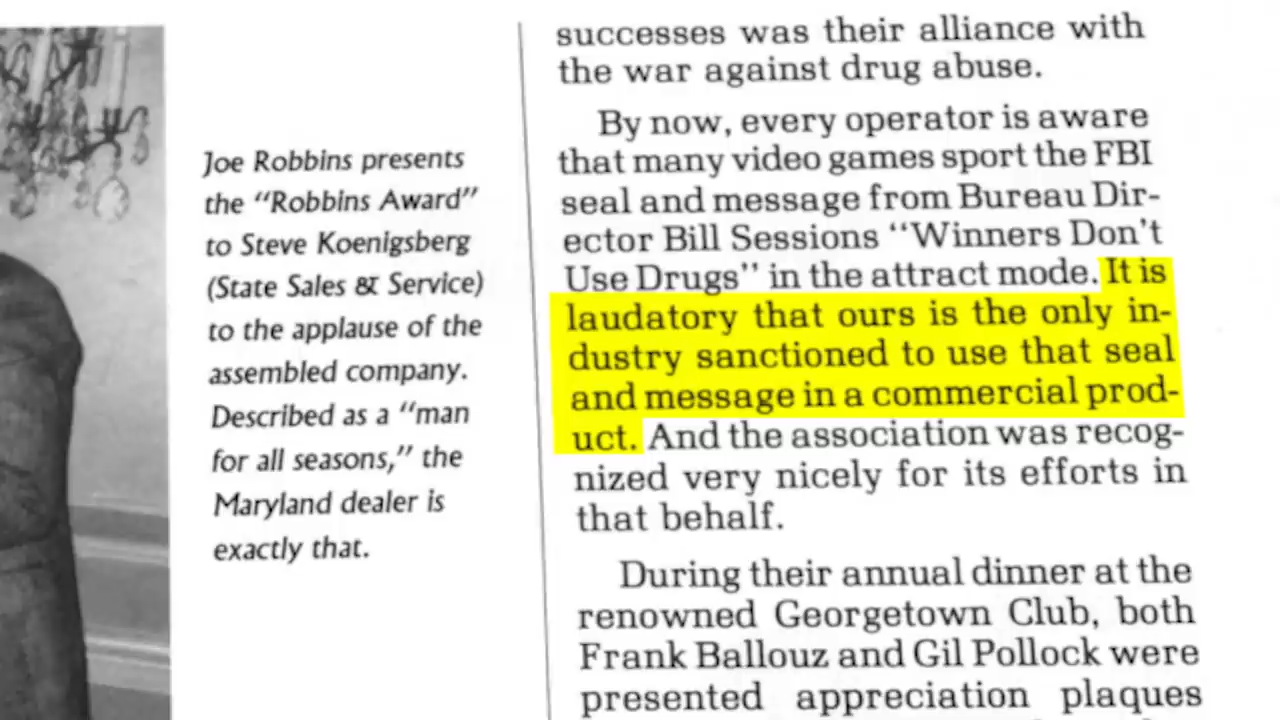 Joe Robbins presents
the "Robbins Award"
to Steve Koenigsberg
(State Sales & Service)
to the applause of the
assembled company.
Described as a "man
for all seasons," the
Maryland dealer is
exactly that.
successes was their alliance with
the war against drug abuse.
By now, every operator is aware
that many video games sport the FBI
seal and message from Bureau Dir-
ector Bill Sessions "Winners Don't
Use Drugs" in the attract mode. It is
laudatory that ours is the only in-
dustry sanctioned to use that seal
and message in a commercial prod-
uct. And the association was recog-
nized very nicely for its efforts in
that behalf.
During their annual dinner at the
renowned Georgetown Club, both
Frank Ballouz and Gil Pollock were
presented appreciation plaques